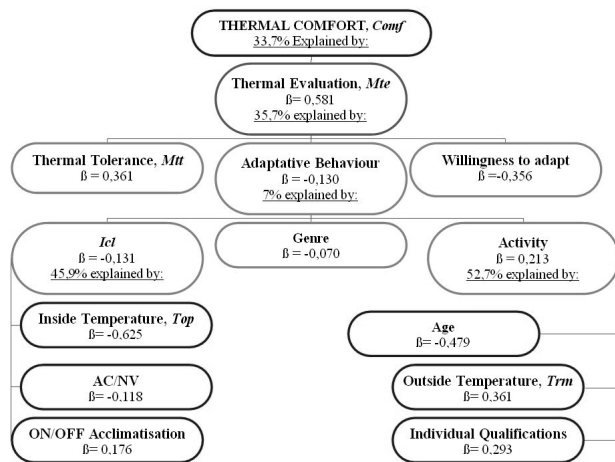 THERMAL COMFORT, Comf
33,7% Explained by:
Thermal Evaluation, Mte
ß= 0,581
35,7% explained by:
Thermal Tolerance, Mtt
ß = 0,361
Adaptative Behaviour
ß = -0,130
7% explained by:
Willingness to adapt
ß =-0,356
Icl
ß = -0,131
45,9% explained by:
Genre
ß = -0,070
Activity
ß = 0,213
52,7% explained by:
Inside Temperature, Top
ß= -0.625
AC/NV
ß= -0,118
ON/OFF Acclimatisation
ß= 0,176
Age
ß= -0,479
Outside Temperature, Trm
ß= 0,361
Individual Qualifications
ß= 0,293